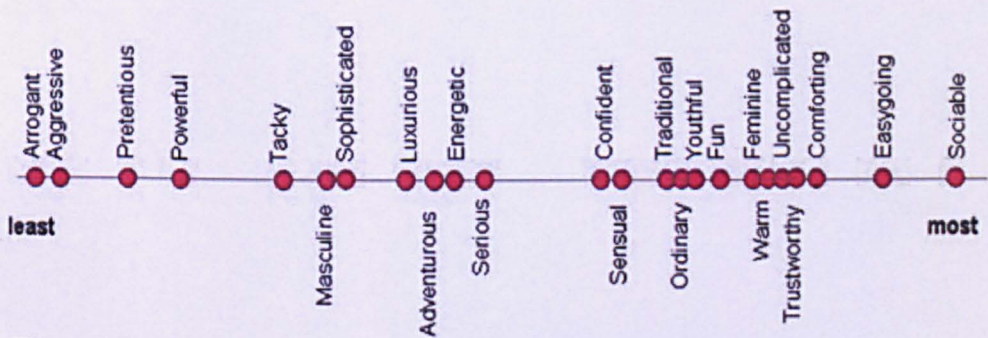 Arrogant
Aggressive
Pretentious
Powerful
Tacky
Masculine
Sophisticated
Luxurious
Adventurous
Energetic
Serious
Confident
Sensual
Traditional
Ordinary
Youthful
Fun
Feminine
Warm
Uncomplicated
Trustworthy
Comforting
Easygoing
Sociable
least
most